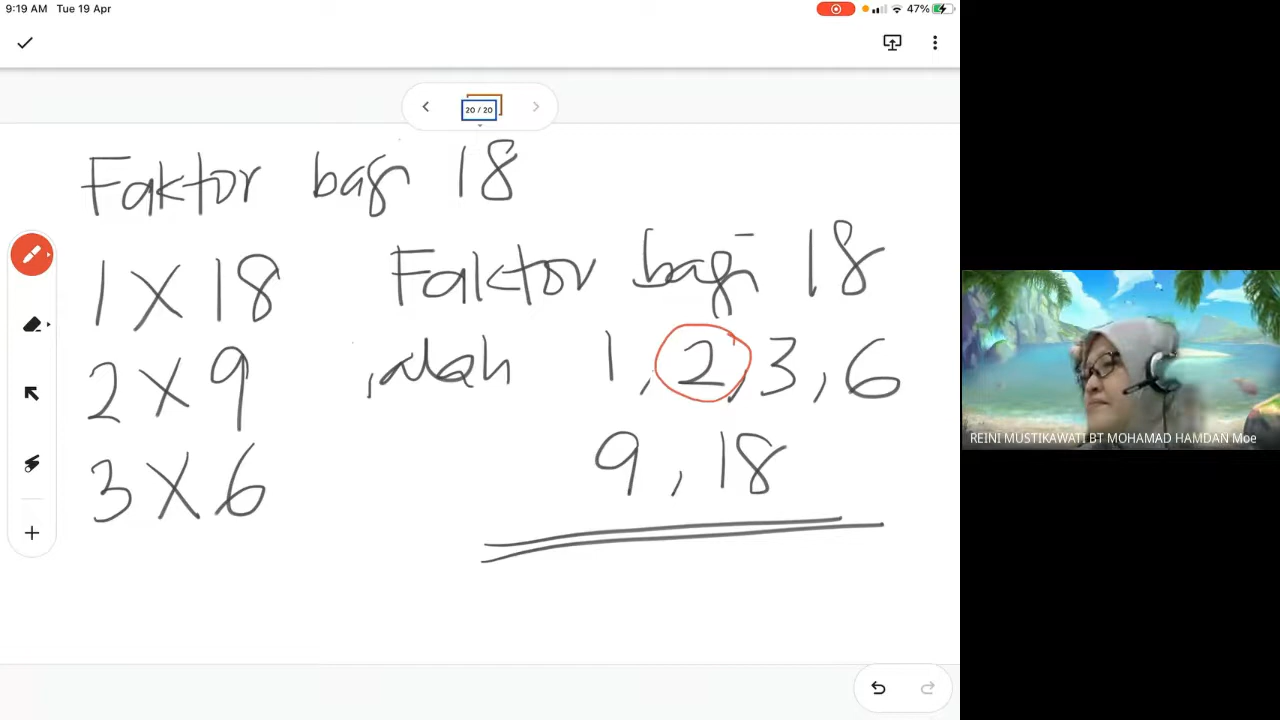 9:19 AM Tue 19 Apr
47%
20 / 20
Faktor bagi 18
1 X 18
2 X 9
3 X 6
Faktor bagi 18
ialah 1, 2, 3, 6
9, 18
REINI MUSTIKAWATI BT MOHAMAD HAMDAN Moe